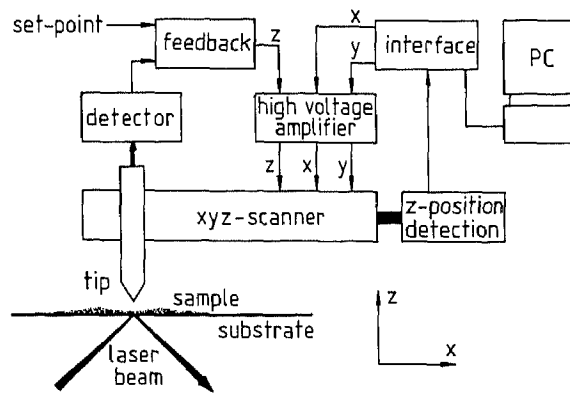 set-point
feedback
z
x
y
interface
PC
detector
high voltage
amplifier
z
x
y
xyz-scanner
z-position
detection
tip
sample
substrate
laser
beam
z
x